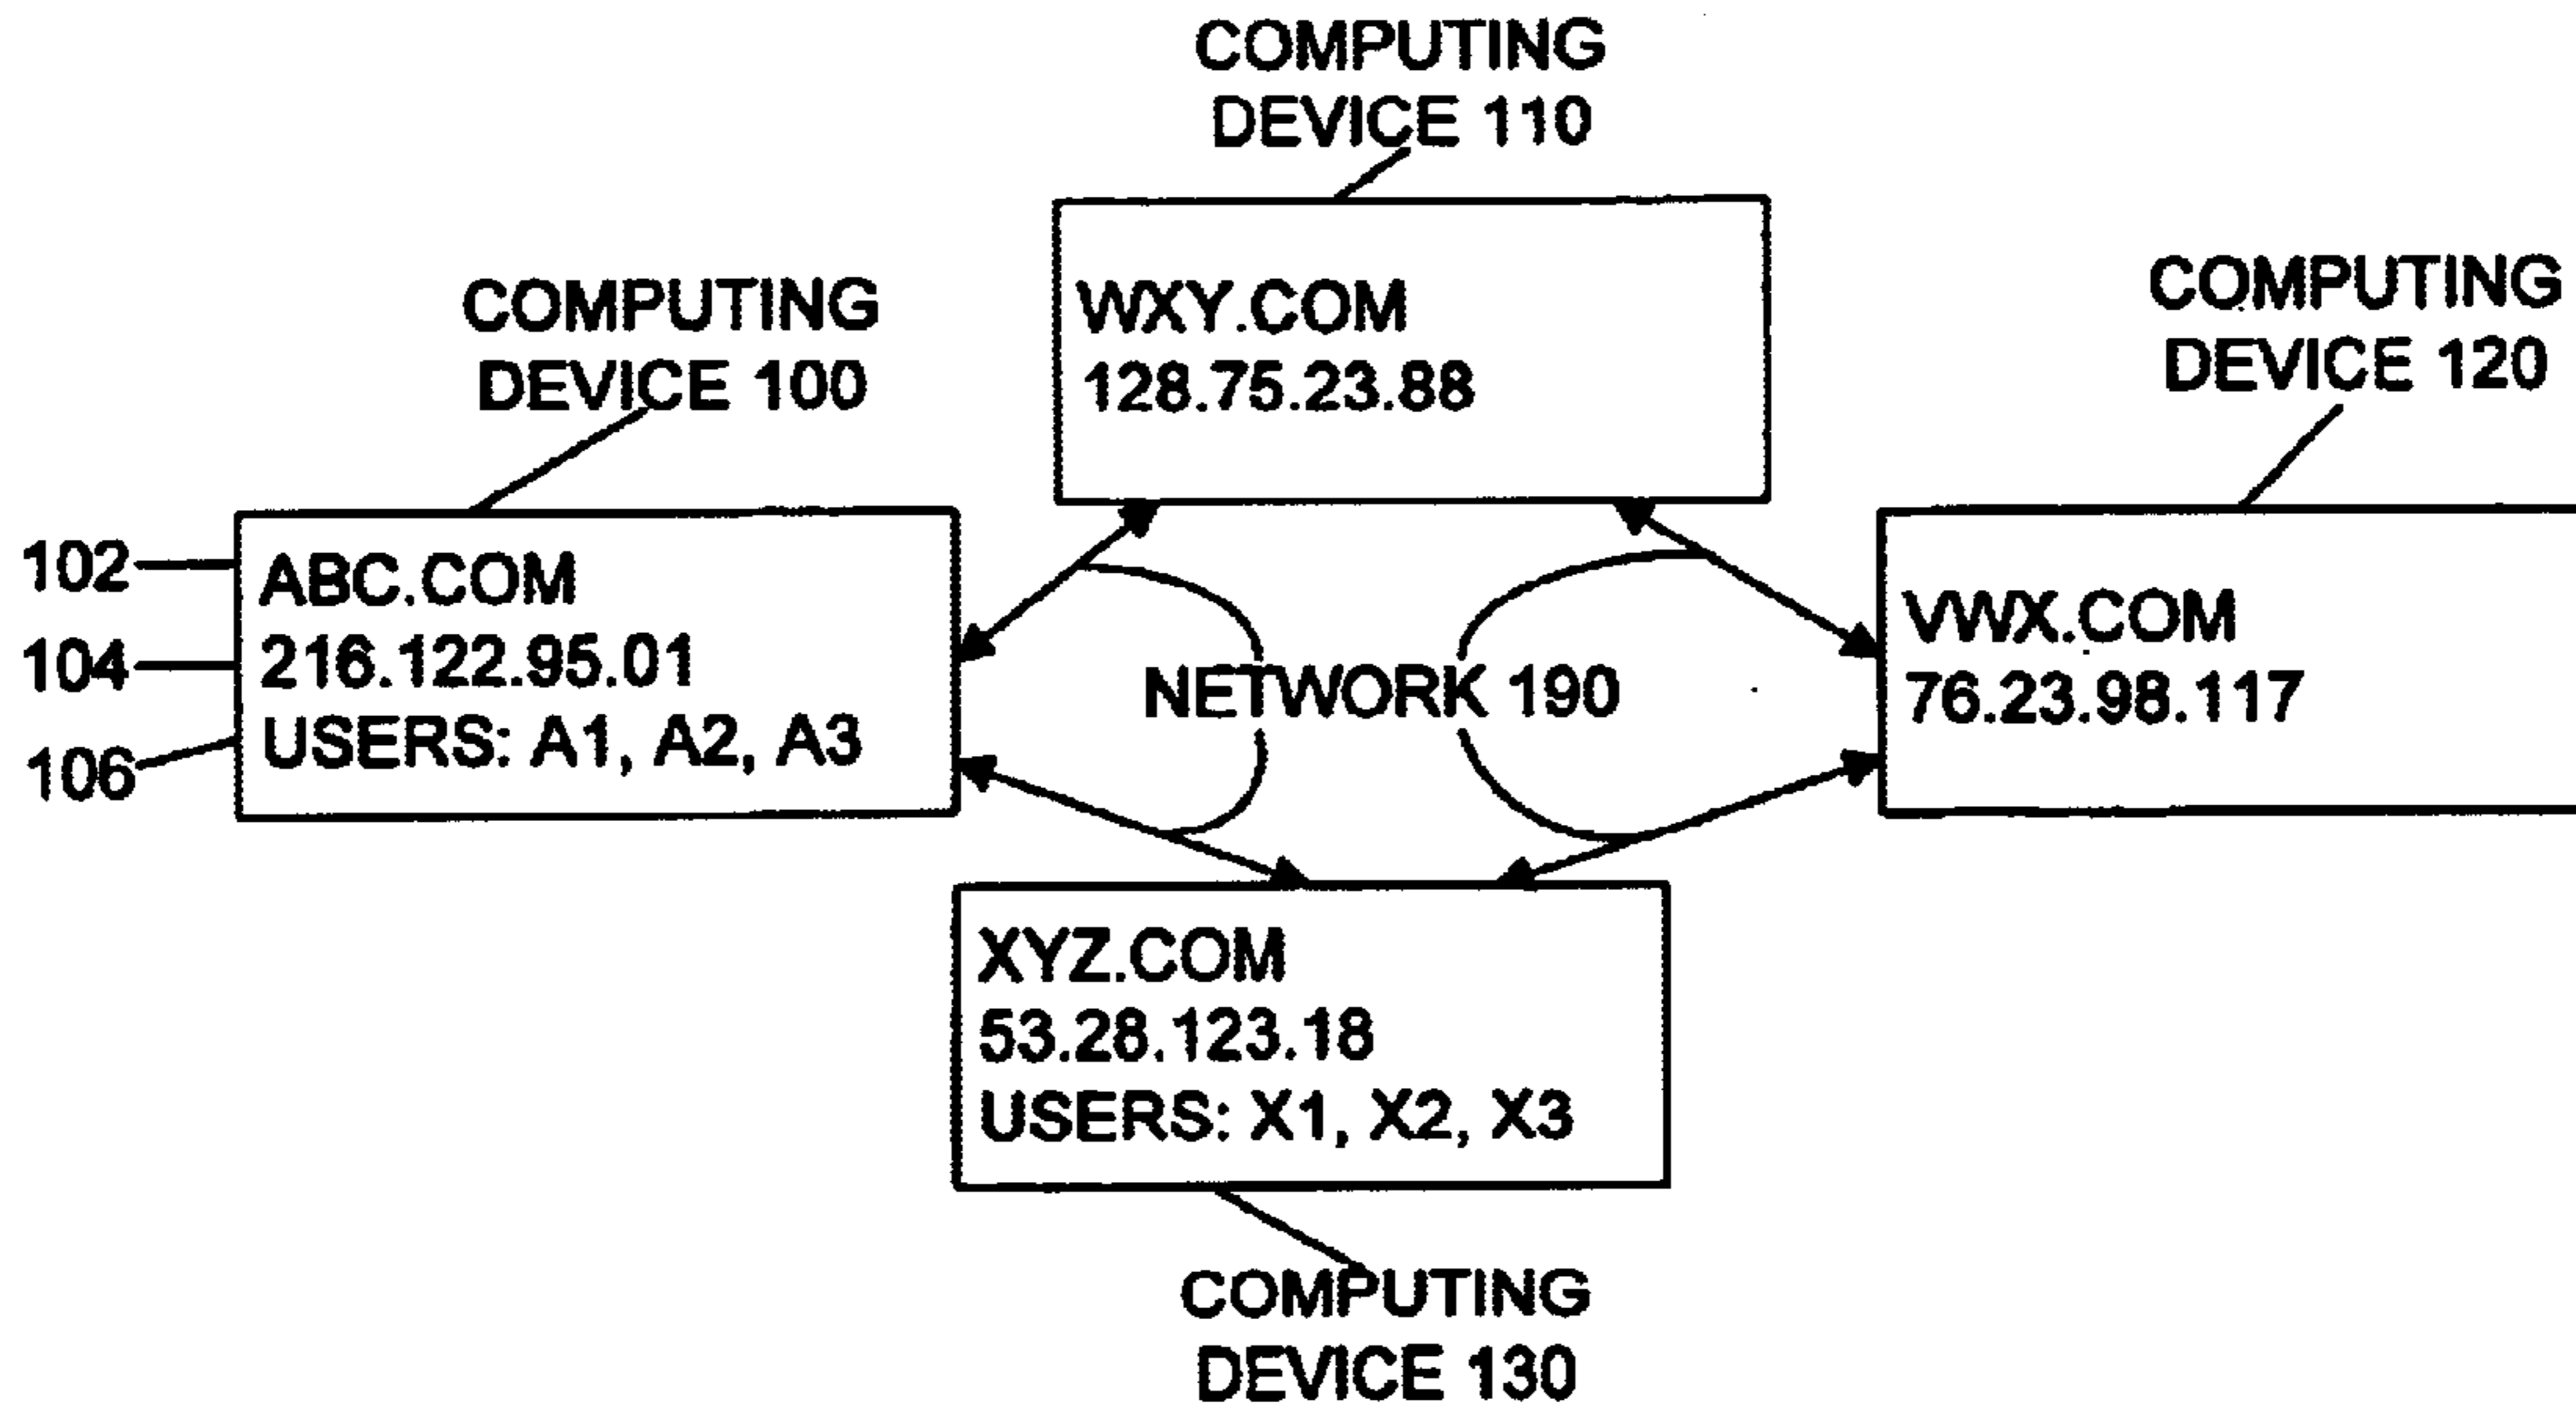 COMPUTING
DEVICE 110
WXY.COM
128.75.23.88
COMPUTING
DEVICE 100
COMPUTING
DEVICE 120
102
ABC.COM
104
216.122.95.01
106
USERS: A1, A2, A3
NETWORK 190
VWX.COM
76.23.98.117
XYZ.COM
53.28.123.18
USERS: X1, X2, X3
COMPUTING
DEVICE 130